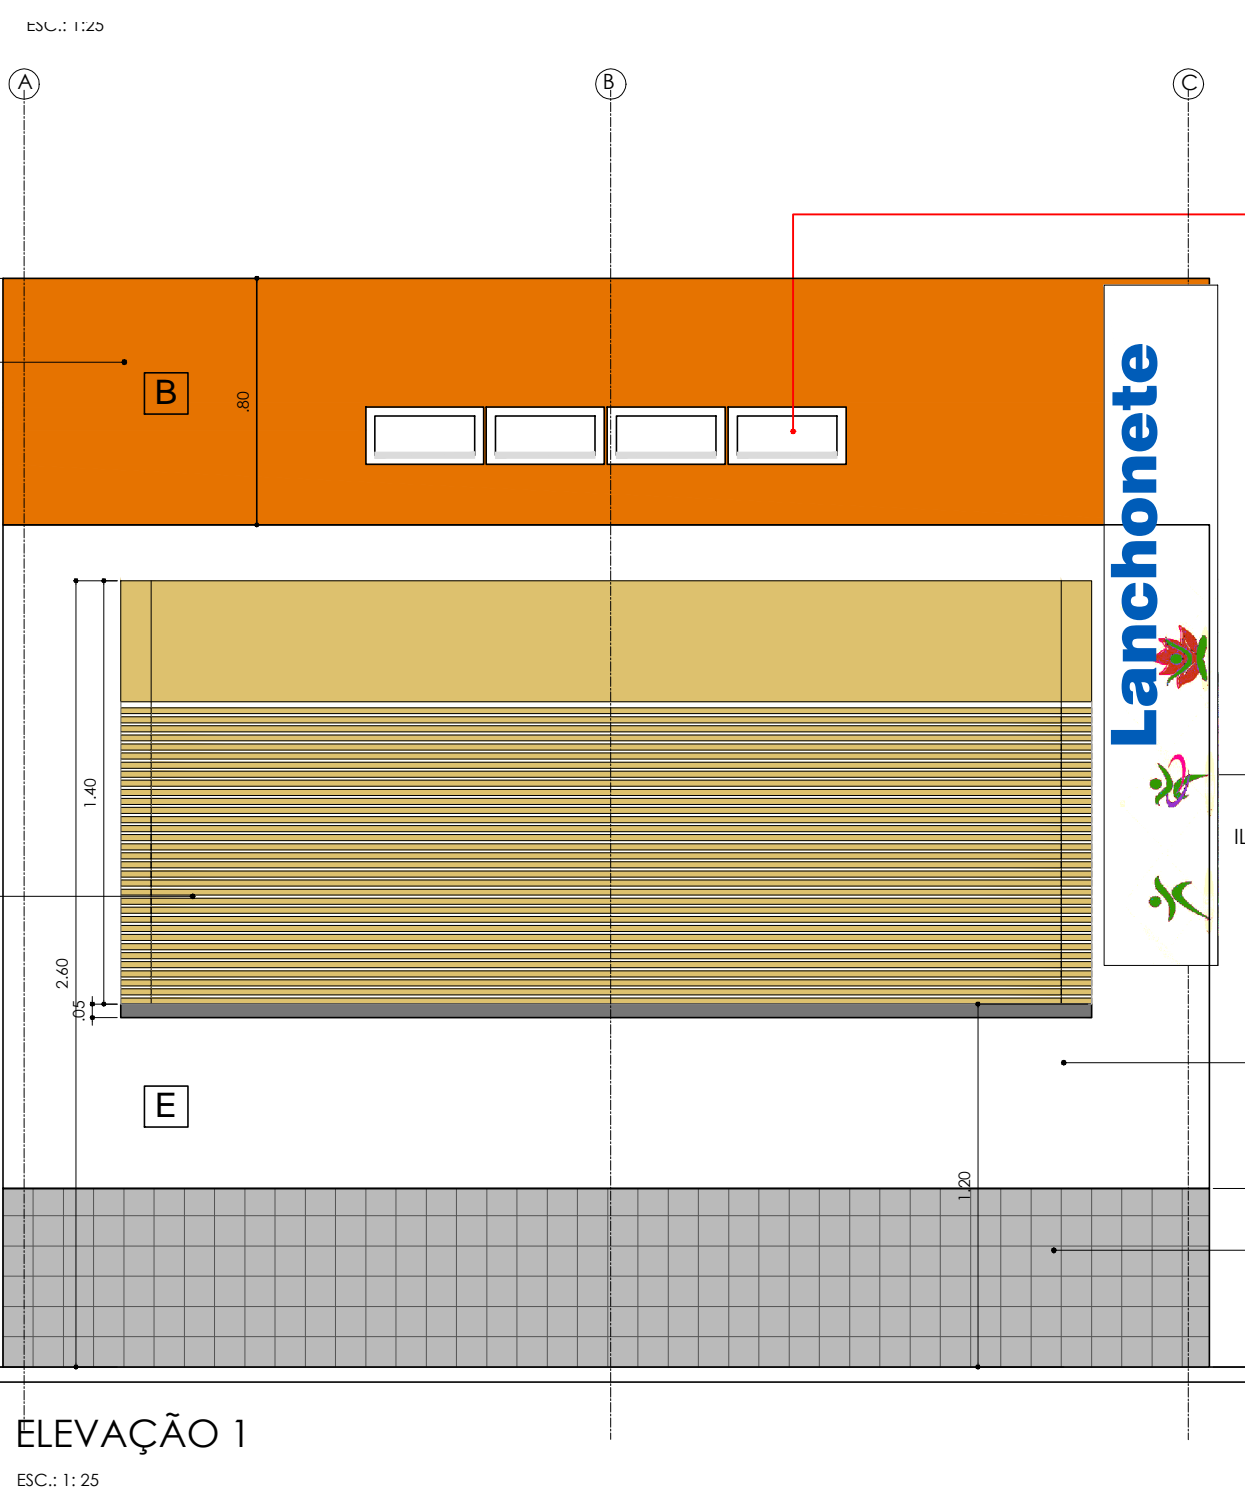 ESC.: 1:25
A
B
C
B
.80
Lanchonete
1.40
IL
2.60
.05
E
1.20
ELEVAÇÃO 1
ESC.: 1: 25